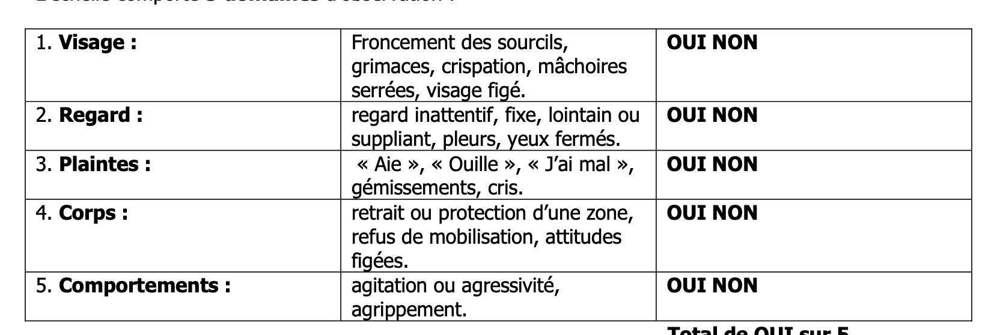 L'échelle comporte 5 domaines d'observation :
1. Visage :
Froncement des sourcils,
grimaces, crispation, mâchoires
serrées, visage figé.
OUI NON
2. Regard :
regard inattentif, fixe, lointain ou
suppliant, pleurs, yeux fermés.
OUI NON
3. Plaintes :
« Aie », « Ouille », « J’ai mal »,
gémissements, cris.
OUI NON
4. Corps :
retrait ou protection d’une zone,
refus de mobilisation, attitudes
figées.
OUI NON
5. Comportements :
agitation ou agressivité,
agrippement.
OUI NON
Total de OUI sur 5